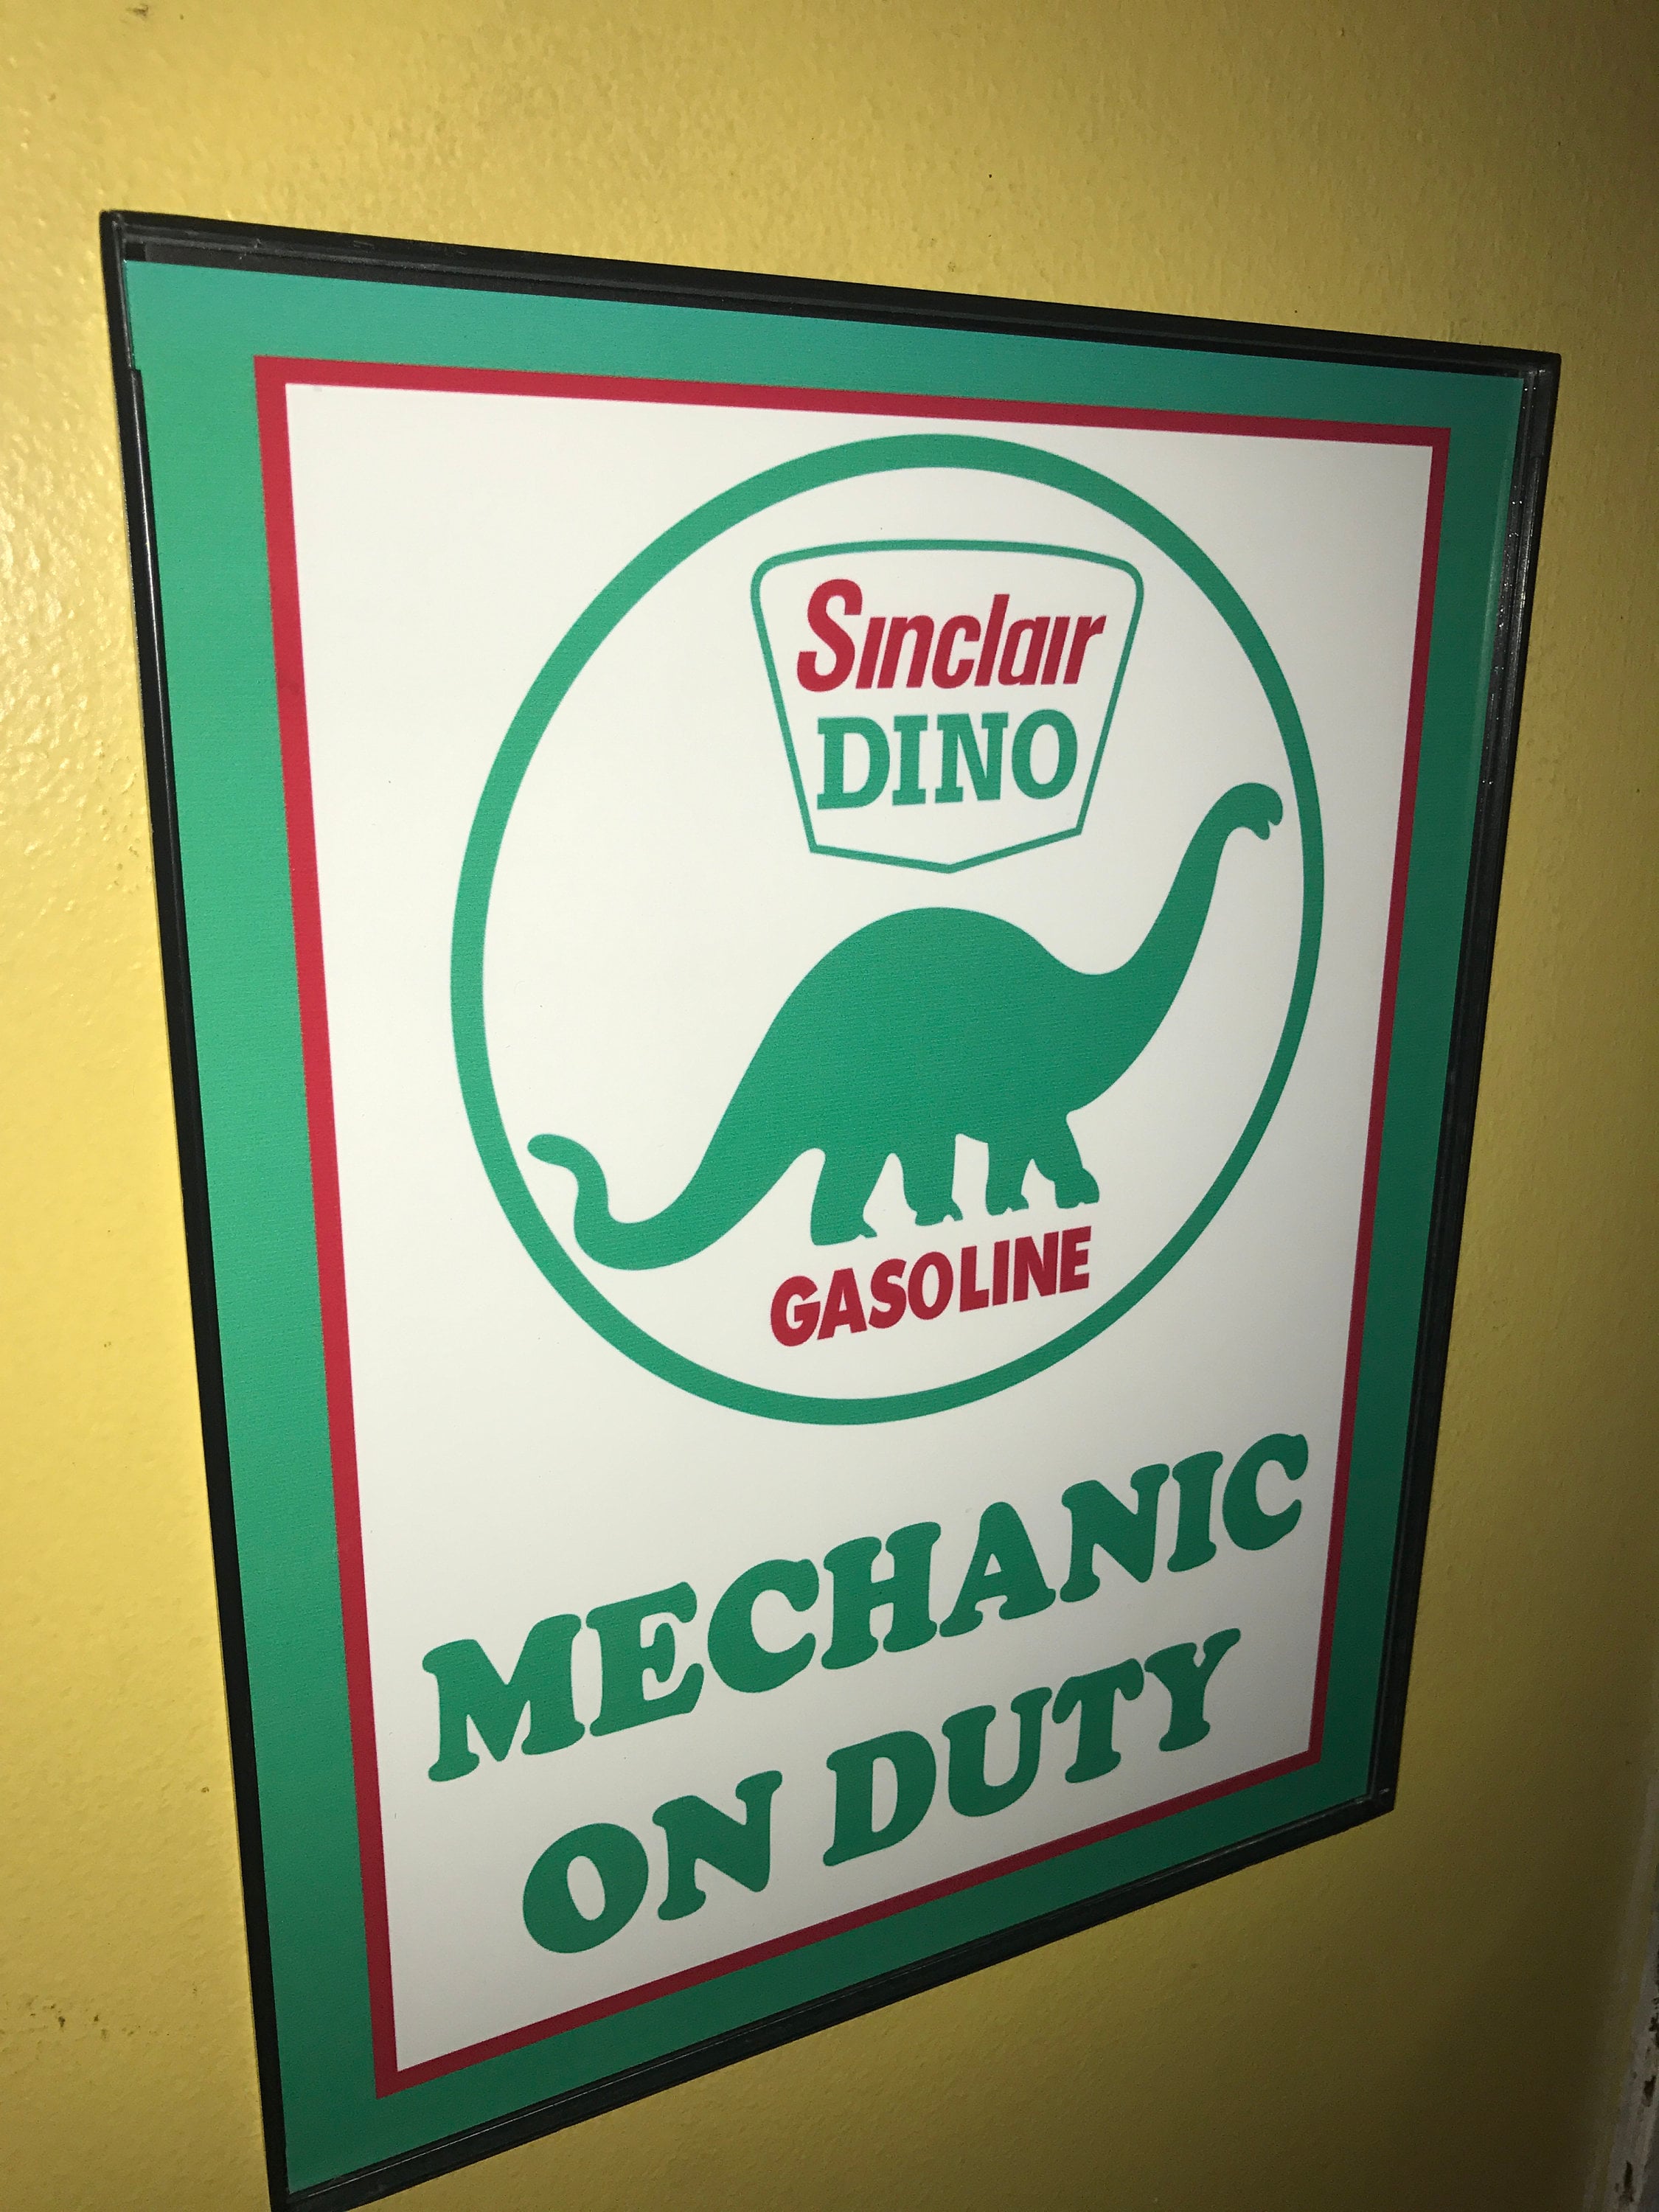 Sinclair
DINO
GASOLINE
MECHANIC
ON DUTY